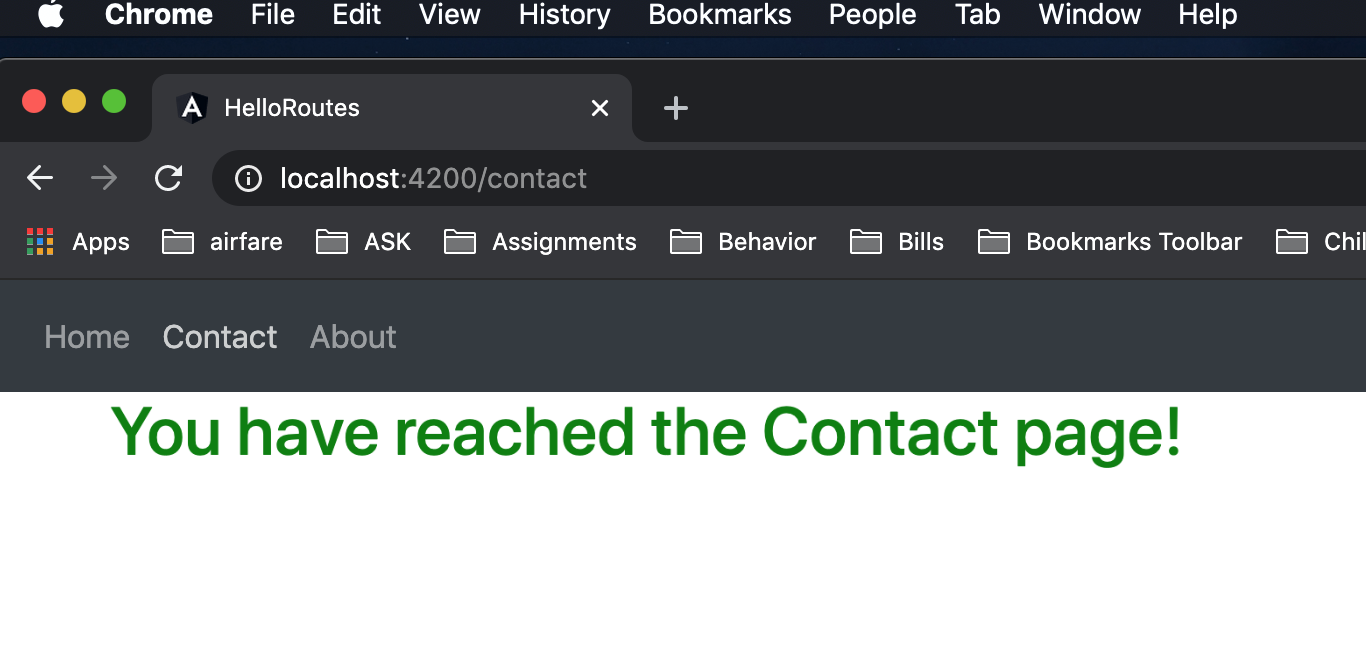 Chrome File Edit View History Bookmarks People Tab Window Help
HelloRoutes
localhost:4200/contact
Apps airfare ASK Assignments Behavior Bills Bookmarks Toolbar Chil
Home Contact About
You have reached the Contact page!